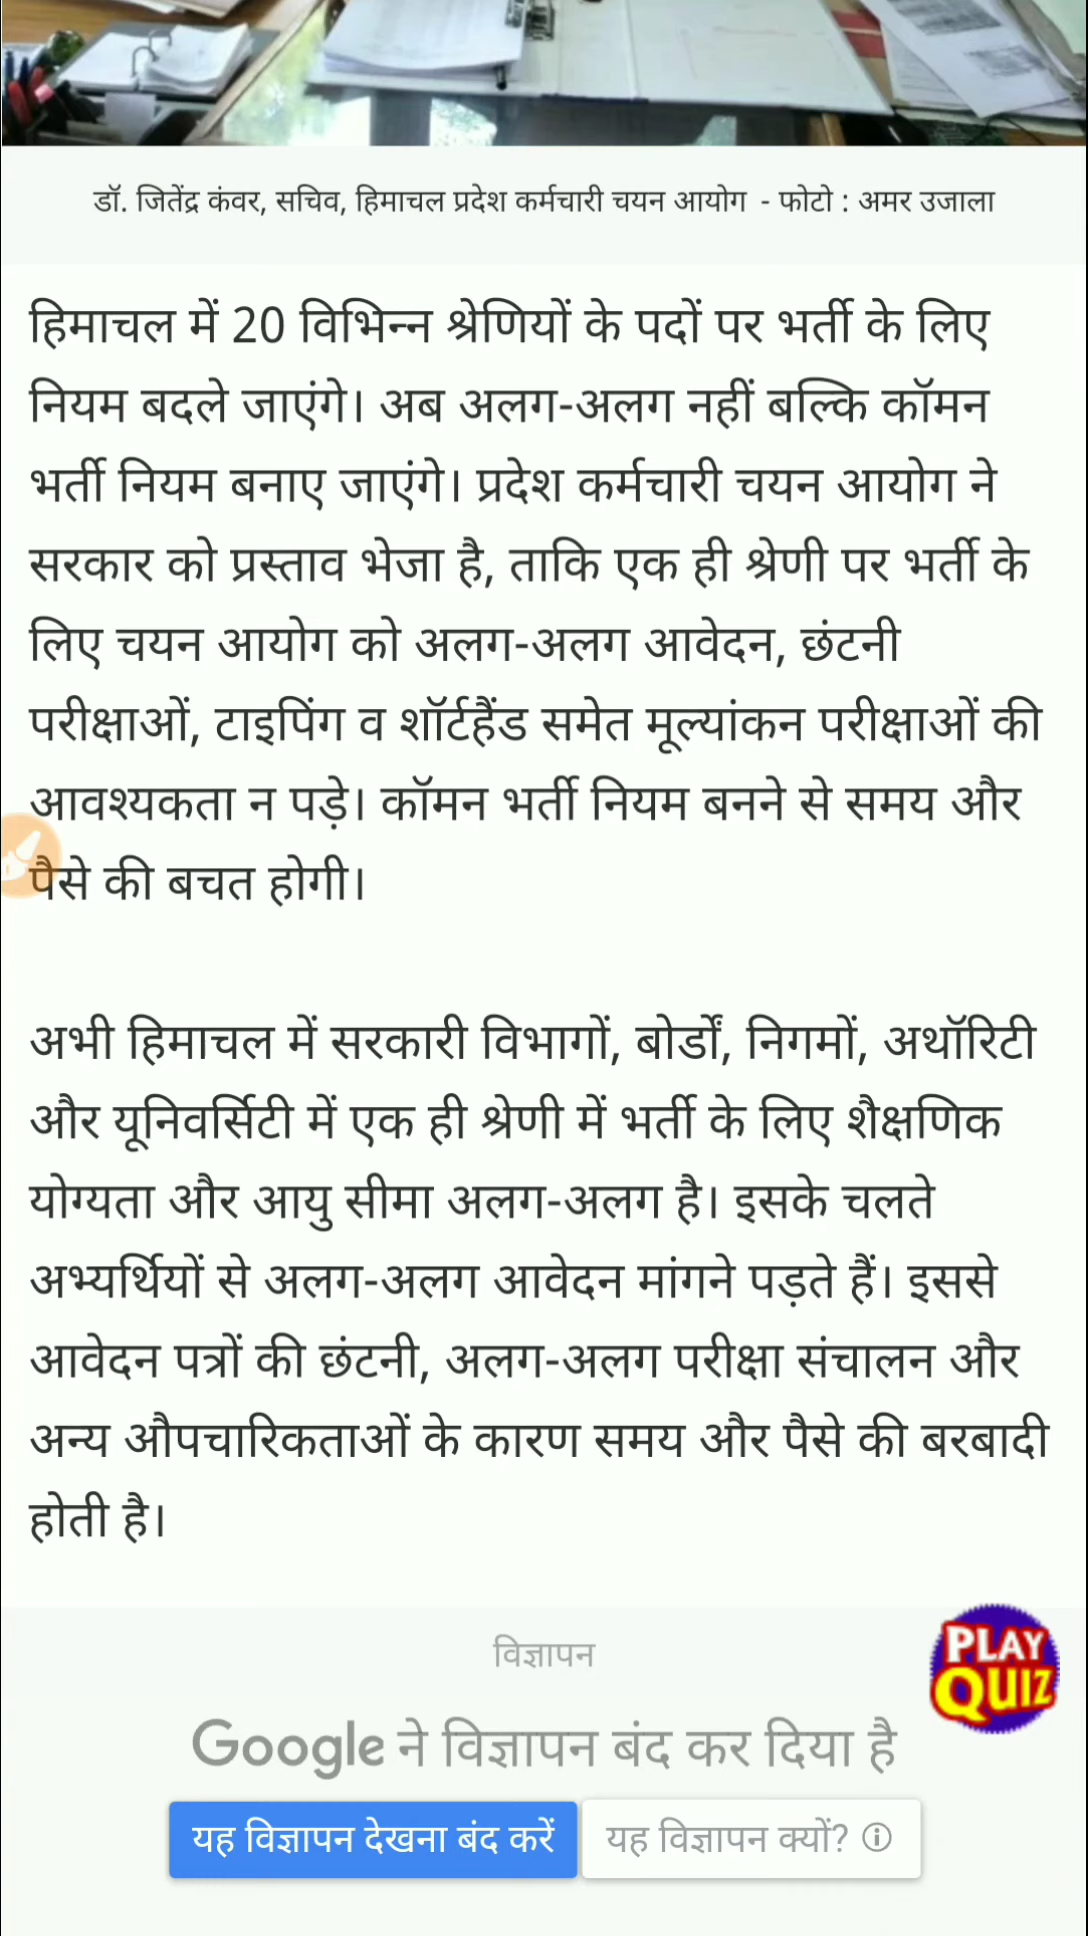 डॉ. जितेंद्र कंवर, सचिव, हिमाचल प्रदेश कर्मचारी चयन आयोग - फोटो : अमर उजाला
हिमाचल में 20 विभिन्न श्रेणियों के पदों पर भर्ती के लिए
नियम बदले जाएंगे। अब अलग-अलग नहीं बल्कि कॉमन
भर्ती नियम बनाए जाएंगे। प्रदेश कर्मचारी चयन आयोग ने
सरकार को प्रस्ताव भेजा है, ताकि एक ही श्रेणी पर भर्ती के
लिए चयन आयोग को अलग-अलग आवेदन, छंटनी
परीक्षाओं, टाइपिंग व शॉर्टहैंड समेत मूल्यांकन परीक्षाओं की
आवश्यकता न पड़े। कॉमन भर्ती नियम बनने से समय और
पैसे की बचत होगी।
अभी हिमाचल में सरकारी विभागों, बोर्डों, निगमों, अथॉरिटी
और यूनिवर्सिटी में एक ही श्रेणी में भर्ती के लिए शैक्षणिक
योग्यता और आयु सीमा अलग-अलग है। इसके चलते
अभ्यर्थियों से अलग-अलग आवेदन मांगने पड़ते हैं। इससे
आवेदन पत्रों की छंटनी, अलग-अलग परीक्षा संचालन और
अन्य औपचारिकताओं के कारण समय और पैसे की बरबादी
होती है।
विज्ञापन
PLAY
QUIZ
Google ने विज्ञापन बंद कर दिया है
यह विज्ञापन देखना बंद करें
यह विज्ञापन क्यों?